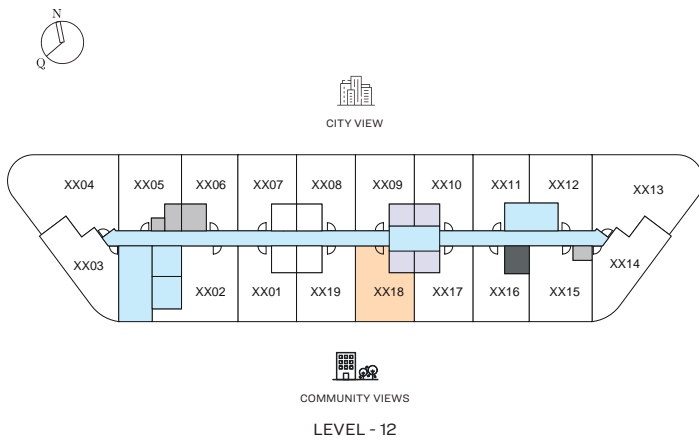 N
Q
CITY VIEW
XX04 XX05 XX06 XX07 XX08 XX09 XX10 XX11 XX12 XX13
XX03 XX14
XX02 XX01 XX19 XX18 XX17 XX16 XX15
COMMUNITY VIEWS
LEVEL - 12